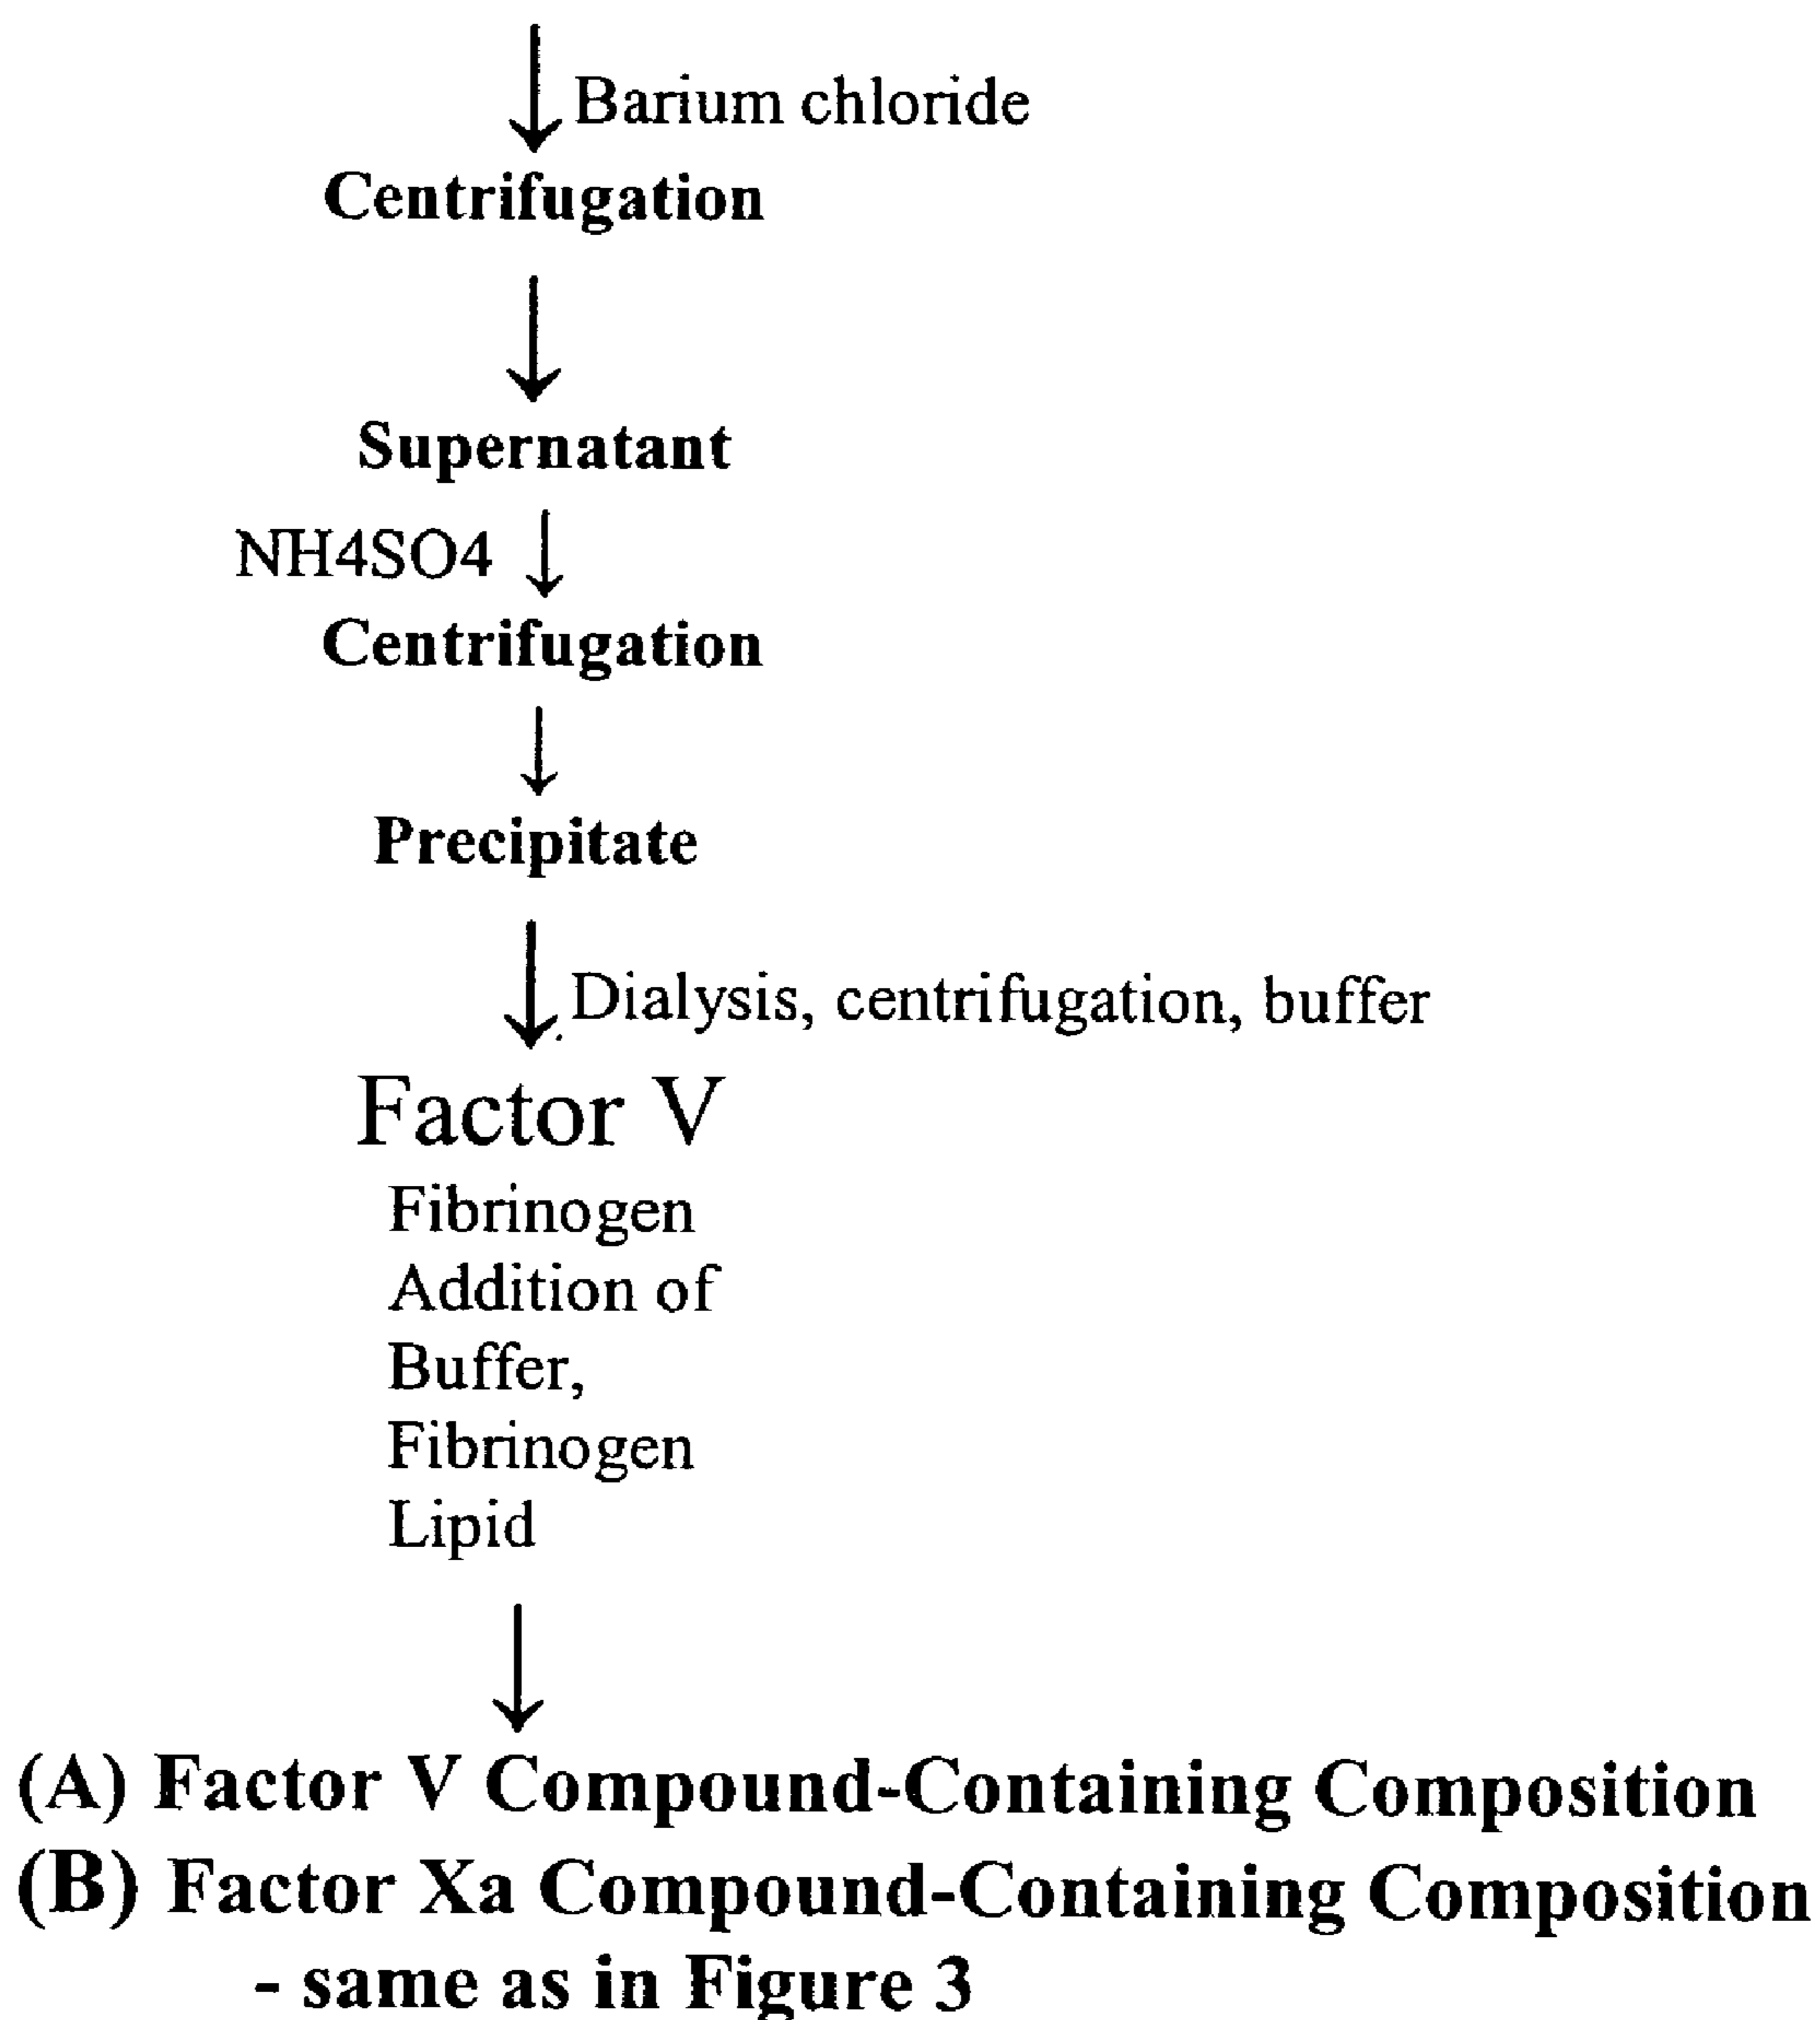 Barium chloride
Centrifugation
Supernatant
NH4SO4
Centrifugation
Precipitate
Dialysis, centrifugation, buffer
Factor V
Fibrinogen
Addition of
Buffer,
Fibrinogen
Lipid
(A) Factor V Compound-Containing Composition
(B) Factor Xa Compound-Containing Composition
- same as in Figure 3